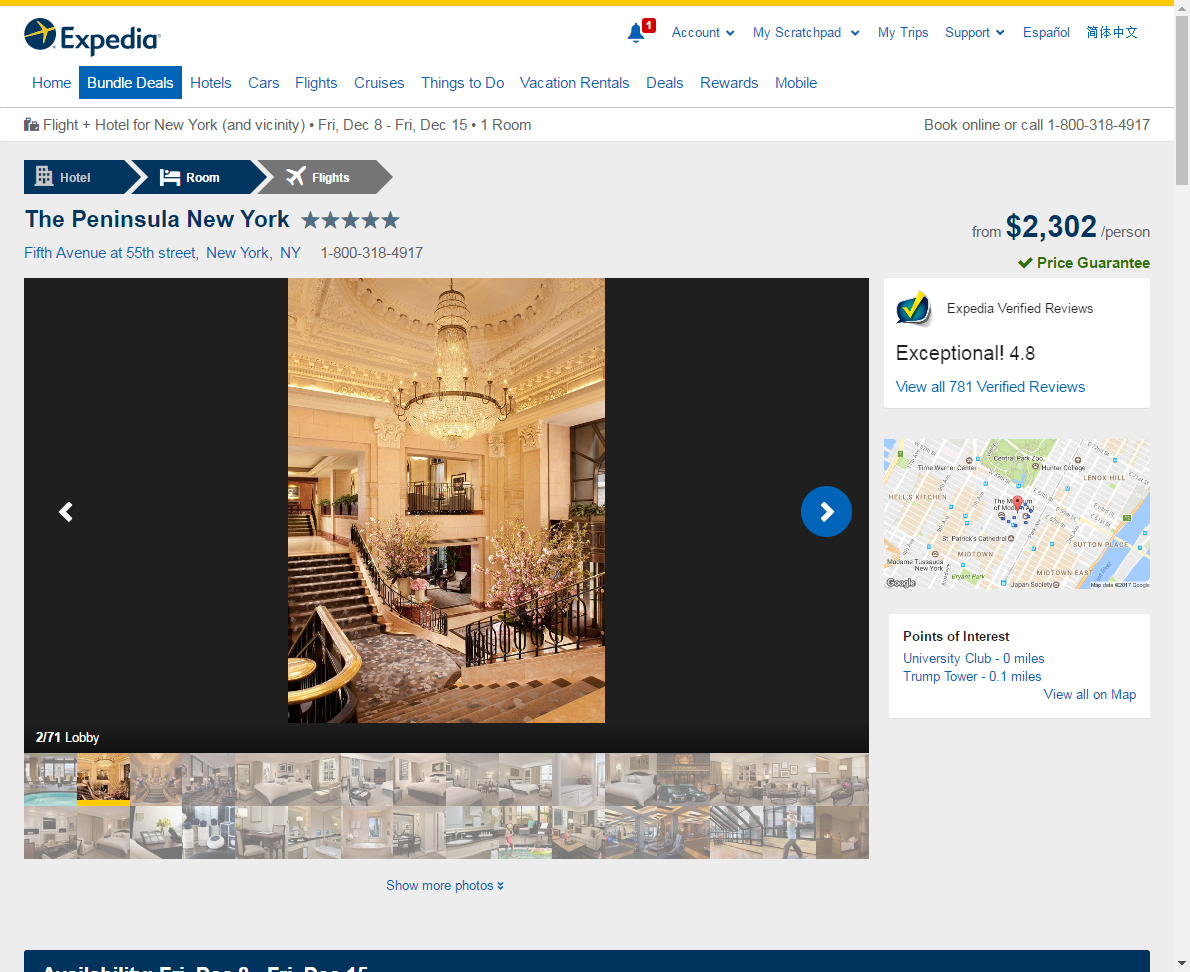 Expedia
1
Account
My Scratchpad
My Trips
Support
Español
简体中文
Home
Bundle Deals
Hotels
Cars
Flights
Cruises
Things to Do
Vacation Rentals
Deals
Rewards
Mobile
Flight + Hotel for New York (and vicinity) • Fri, Dec 8 - Fri, Dec 15 • 1 Room
Book online or call 1-800-318-4917
Hotel
Room
Flights
The Peninsula New York
from $2,302 /person
Fifth Avenue at 55th street, New York, NY 1-800-318-4917
Price Guarantee
Expedia Verified Reviews
Exceptional! 4.8
View all 781 Verified Reviews
Central Park Zoo
Time Warner Center
Hunter College
LENOX HILL
HELL'S KITCHEN
The Museum
of Modern Art
St. Patrick's Cathedral
SUTTON PLACE
MIDTOWN
Madame Tussauds
New York
Bryant Park
MIDTOWN EAST
Japan Society
Google
Map data ©2017 Google
Points of Interest
University Club - 0 miles
Trump Tower - 0.1 miles
View all on Map
2/71 Lobby
Show more photos
Availability: Fri, Dec 8 - Fri, Dec 15